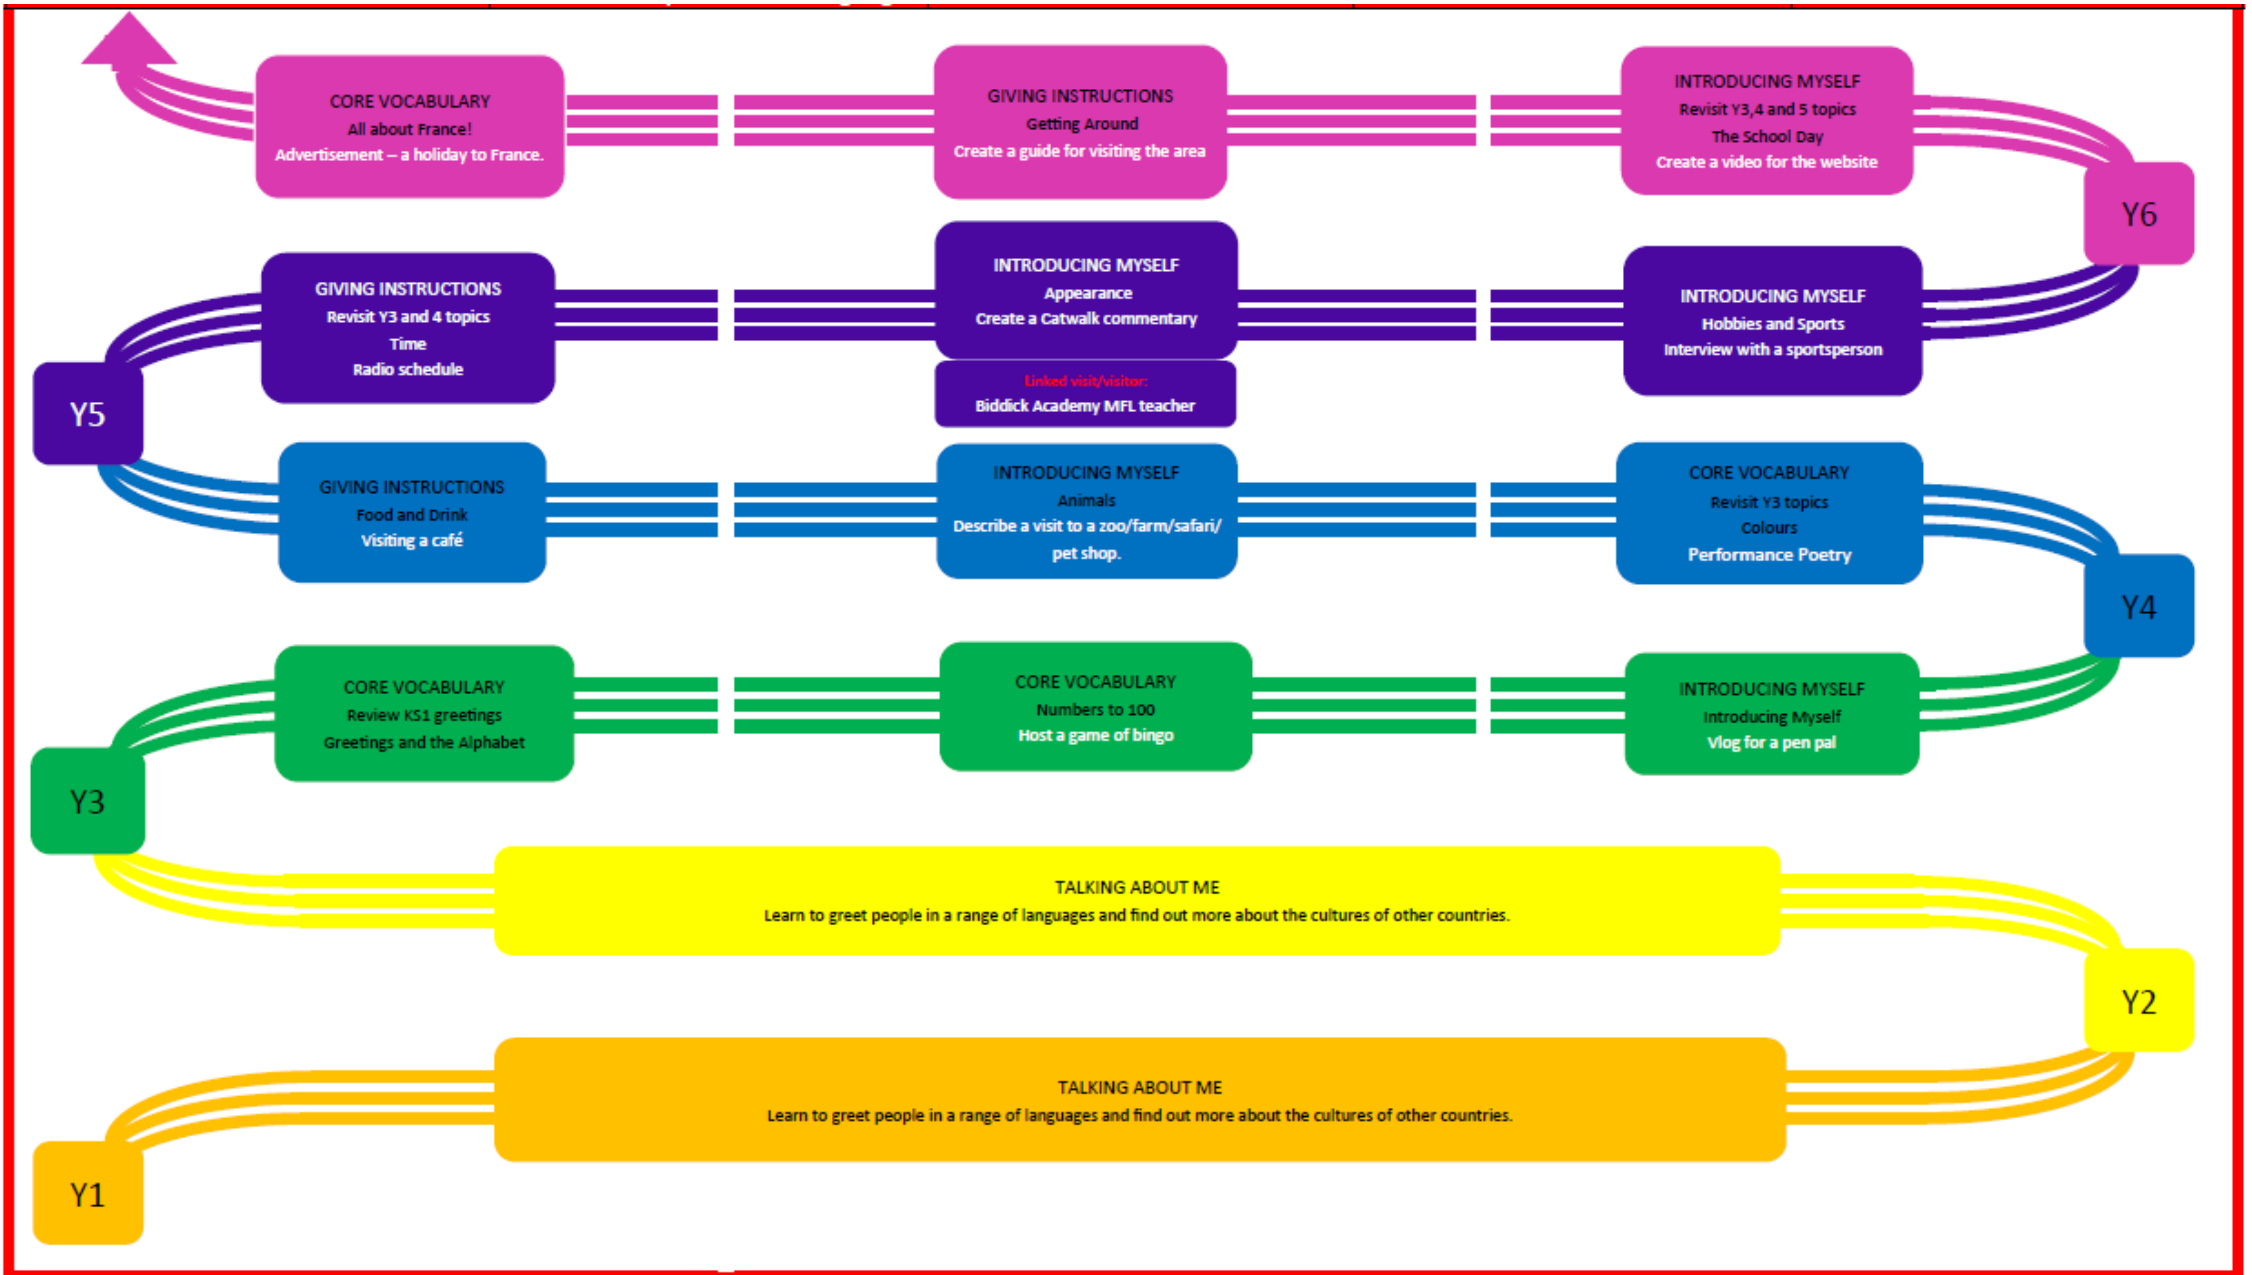 CORE VOCABULARY
All about France!
Advertisement – a holiday to France.
GIVING INSTRUCTIONS
Getting Around
Create a guide for visiting the area
INTRODUCING MYSELF
Revisit Y3,4 and 5 topics
The School Day
Create a video for the website
Y6
GIVING INSTRUCTIONS
Revisit Y3 and 4 topics
Time
Radio schedule
INTRODUCING MYSELF
Appearance
Create a Catwalk commentary
Linked visit/visitor:
Biddick Academy MFL teacher
INTRODUCING MYSELF
Hobbies and Sports
Interview with a sportsperson
Y5
GIVING INSTRUCTIONS
Food and Drink
Visiting a café
INTRODUCING MYSELF
Animals
Describe a visit to a zoo/farm/safari/
pet shop.
CORE VOCABULARY
Revisit Y3 topics
Colours
Performance Poetry
Y4
CORE VOCABULARY
Review KS1 greetings
Greetings and the Alphabet
CORE VOCABULARY
Numbers to 100
Host a game of bingo
INTRODUCING MYSELF
Introducing Myself
Vlog for a pen pal
Y3
TALKING ABOUT ME
Learn to greet people in a range of languages and find out more about the cultures of other countries.
Y2
TALKING ABOUT ME
Learn to greet people in a range of languages and find out more about the cultures of other countries.
Y1